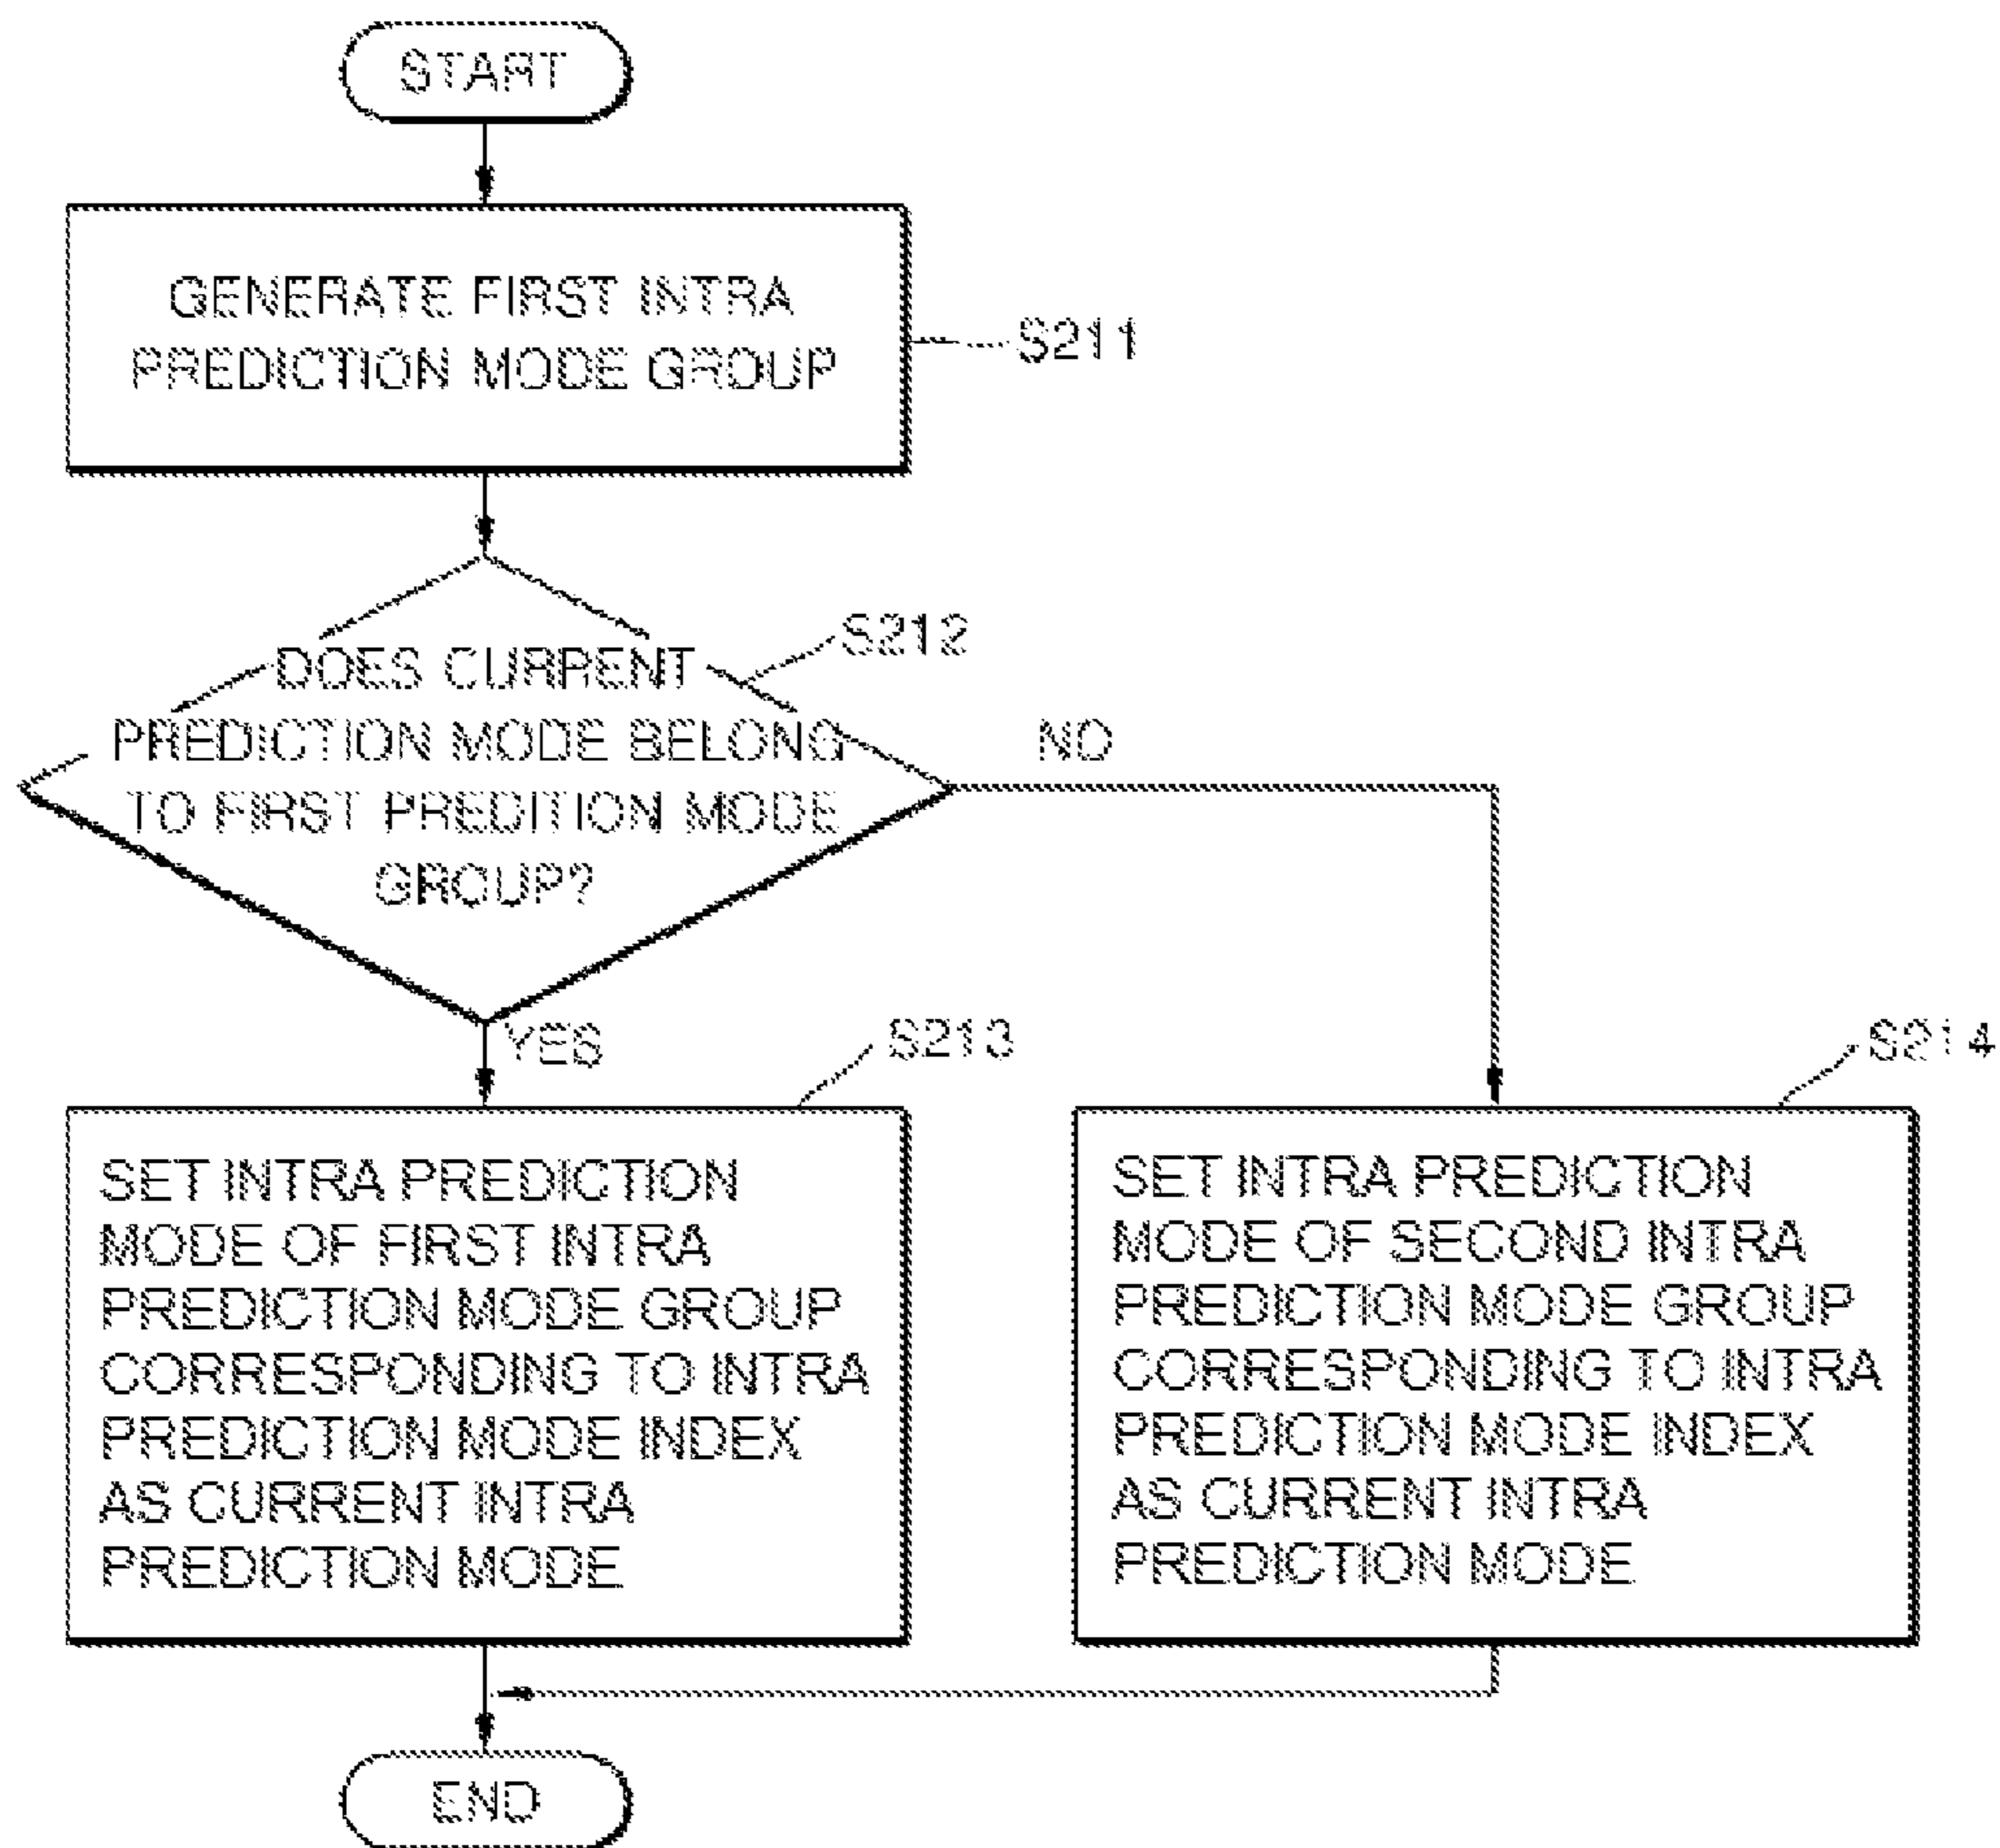 START
GENERATE FIRST INTRA
PREDICTION MODE GROUP
S211
S212
DOES CURRENT
PREDICTION MODE BELONG
TO FIRST PREDITION MODE
GROUP?
NO
YES
S213
SET INTRA PREDICTION
MODE OF FIRST INTRA
PREDICTION MODE GROUP
CORRESPONDING TO INTRA
PREDICTION MODE INDEX
AS CURRENT INTRA
PREDICTION MODE
S214
SET INTRA PREDICTION
MODE OF SECOND INTRA
PREDICTION MODE GROUP
CORRESPONDING TO INTRA
PREDICTION MODE INDEX
AS CURRENT INTRA
PREDICTION MODE
END